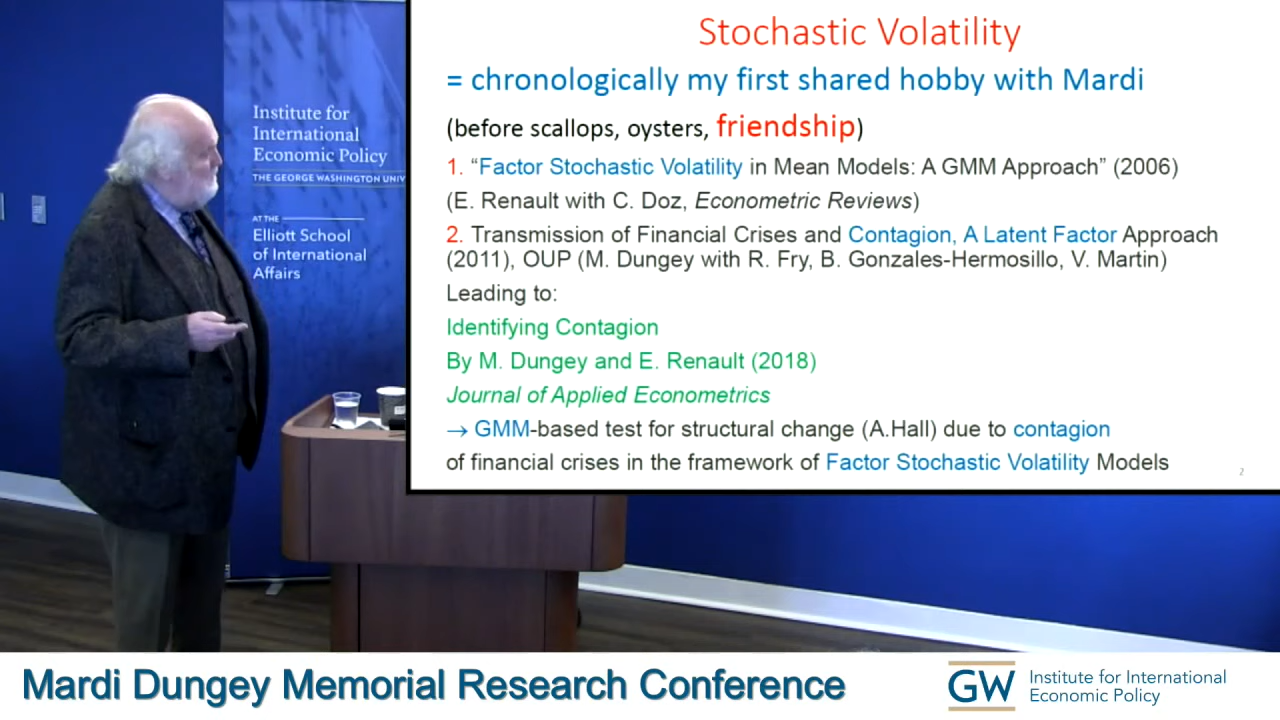 Institute for
International
Economic Policy
THE GEORGE WASHINGTON UNIV
AT THE
Elliott School
of International
Affairs
Stochastic Volatility
= chronologically my first shared hobby with Mardi
(before scallops, oysters, friendship)
1. “Factor Stochastic Volatility in Mean Models: A GMM Approach” (2006)
(E. Renault with C. Doz, Econometric Reviews)
2. Transmission of Financial Crises and Contagion, A Latent Factor Approach
(2011), OUP (M. Dungey with R. Fry, B. Gonzales-Hermosillo, V. Martin)
Leading to:
Identifying Contagion
By M. Dungey and E. Renault (2018)
Journal of Applied Econometrics
→ GMM-based test for structural change (A.Hall) due to contagion
of financial crises in the framework of Factor Stochastic Volatility Models
2
Mardi Dungey Memorial Research Conference
GW
Institute for International
Economic Policy